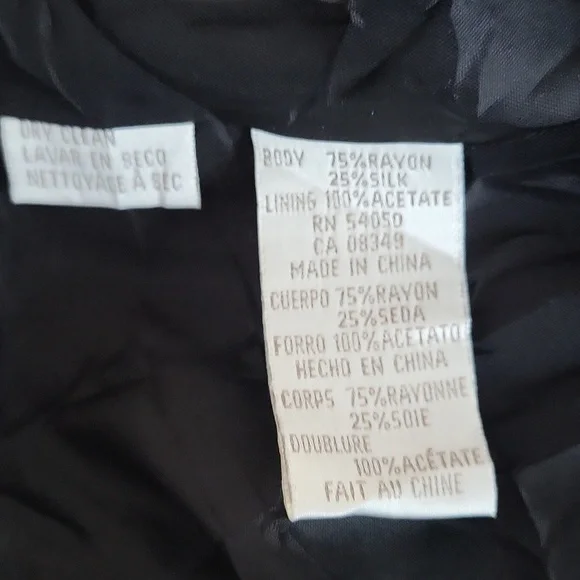 DRY CLEAN
LAVAR EN SECO
NETTOYAGE À SEC
BODY 75%RAYON
25%SILK
LINING 100%ACETATE
RN 54050
CA 08349
MADE IN CHINA
CUERPO 75%RAYON
25%SEDA
FORRO 100%ACETATO
HECHO EN CHINA
CORPS 75%RAYONNE
25%SOIE
DOUBLURE
100%ACÉTATE
FAIT AU CHINE